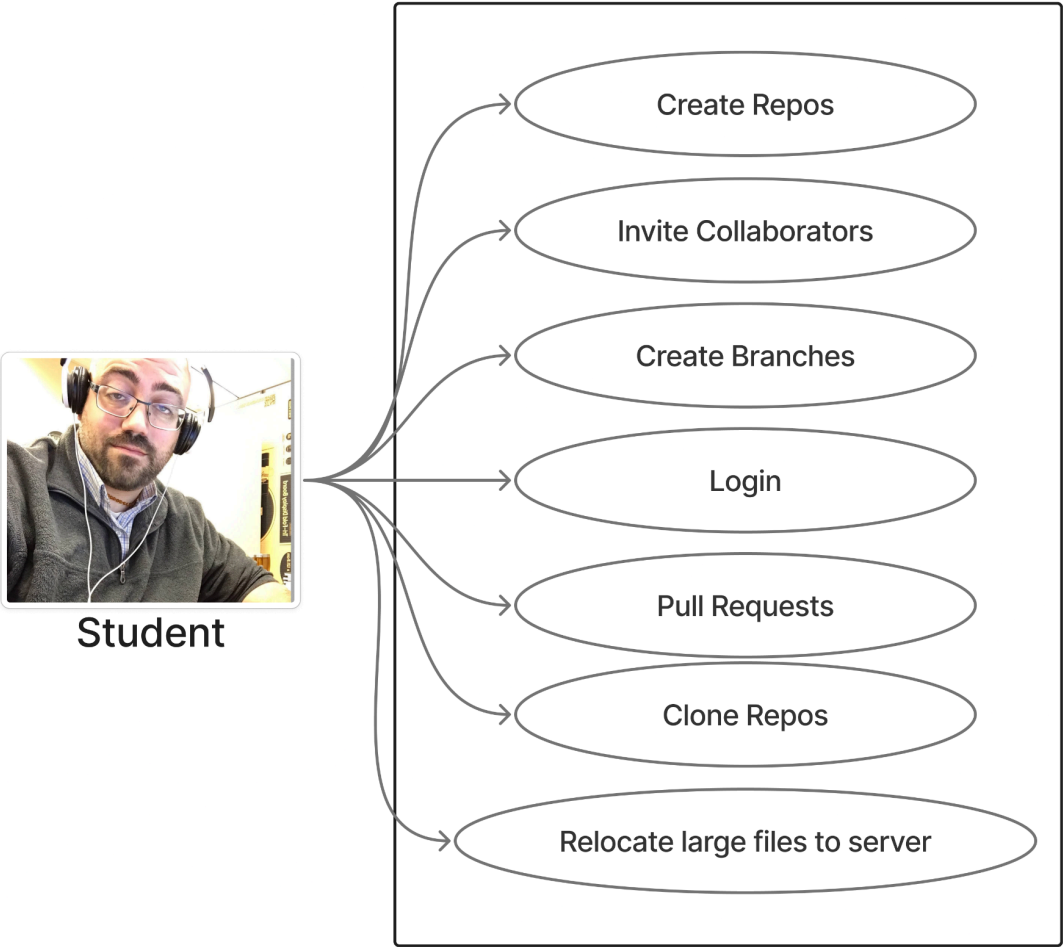 Create Repos
Invite Collaborators
Create Branches
Login
Pull Requests
Student
Clone Repos
Relocate large files to server